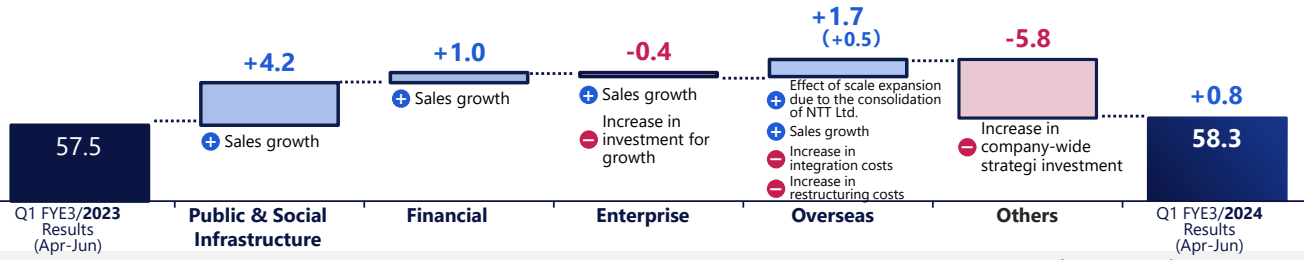 +4.2
+1.0
-0.4
+1.7
(+0.5)
-5.8
+0.8
57.5
58.3
+ Sales growth
+ Sales growth
+ Sales growth
− Increase in
investment for
growth
+ Effect of scale expansion
due to the consolidation
of NTT Ltd.
+ Sales growth
− Increase in
integration costs
− Increase in
restructuring costs
− Increase in
company-wide
strategi investment
Q1 FYE3/2023
Results
(Apr-Jun)
Public & Social
Infrastructure
Financial
Enterprise
Overseas
Others
Q1 FYE3/2024
Results
(Apr-Jun)